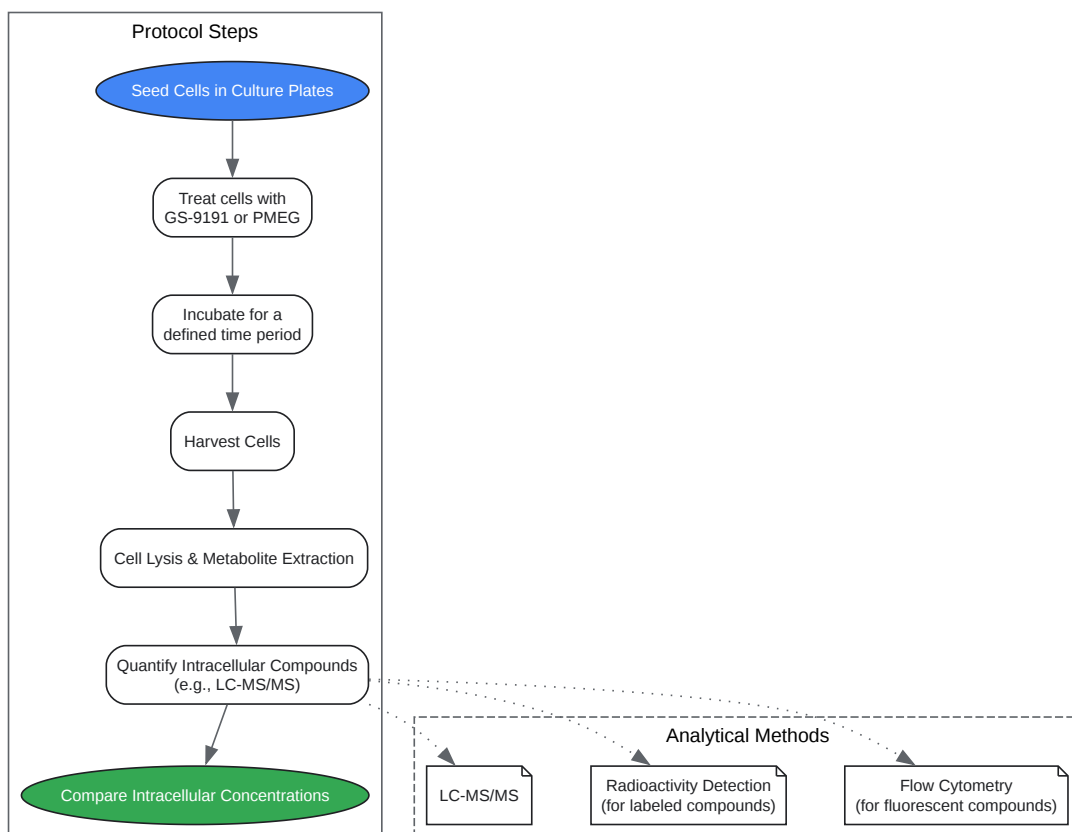 Protocol Steps
Seed Cells in Culture Plates
Treat cells with
GS-9191 or PMEG
Incubate for a
defined time period
Harvest Cells
Cell Lysis & Metabolite Extraction
Quantify Intracellular Compounds
(e.g., LC-MS/MS)
Compare Intracellular Concentrations
Analytical Methods
LC-MS/MS
Radioactivity Detection
(for labeled compounds)
Flow Cytometry
(for fluorescent compounds)